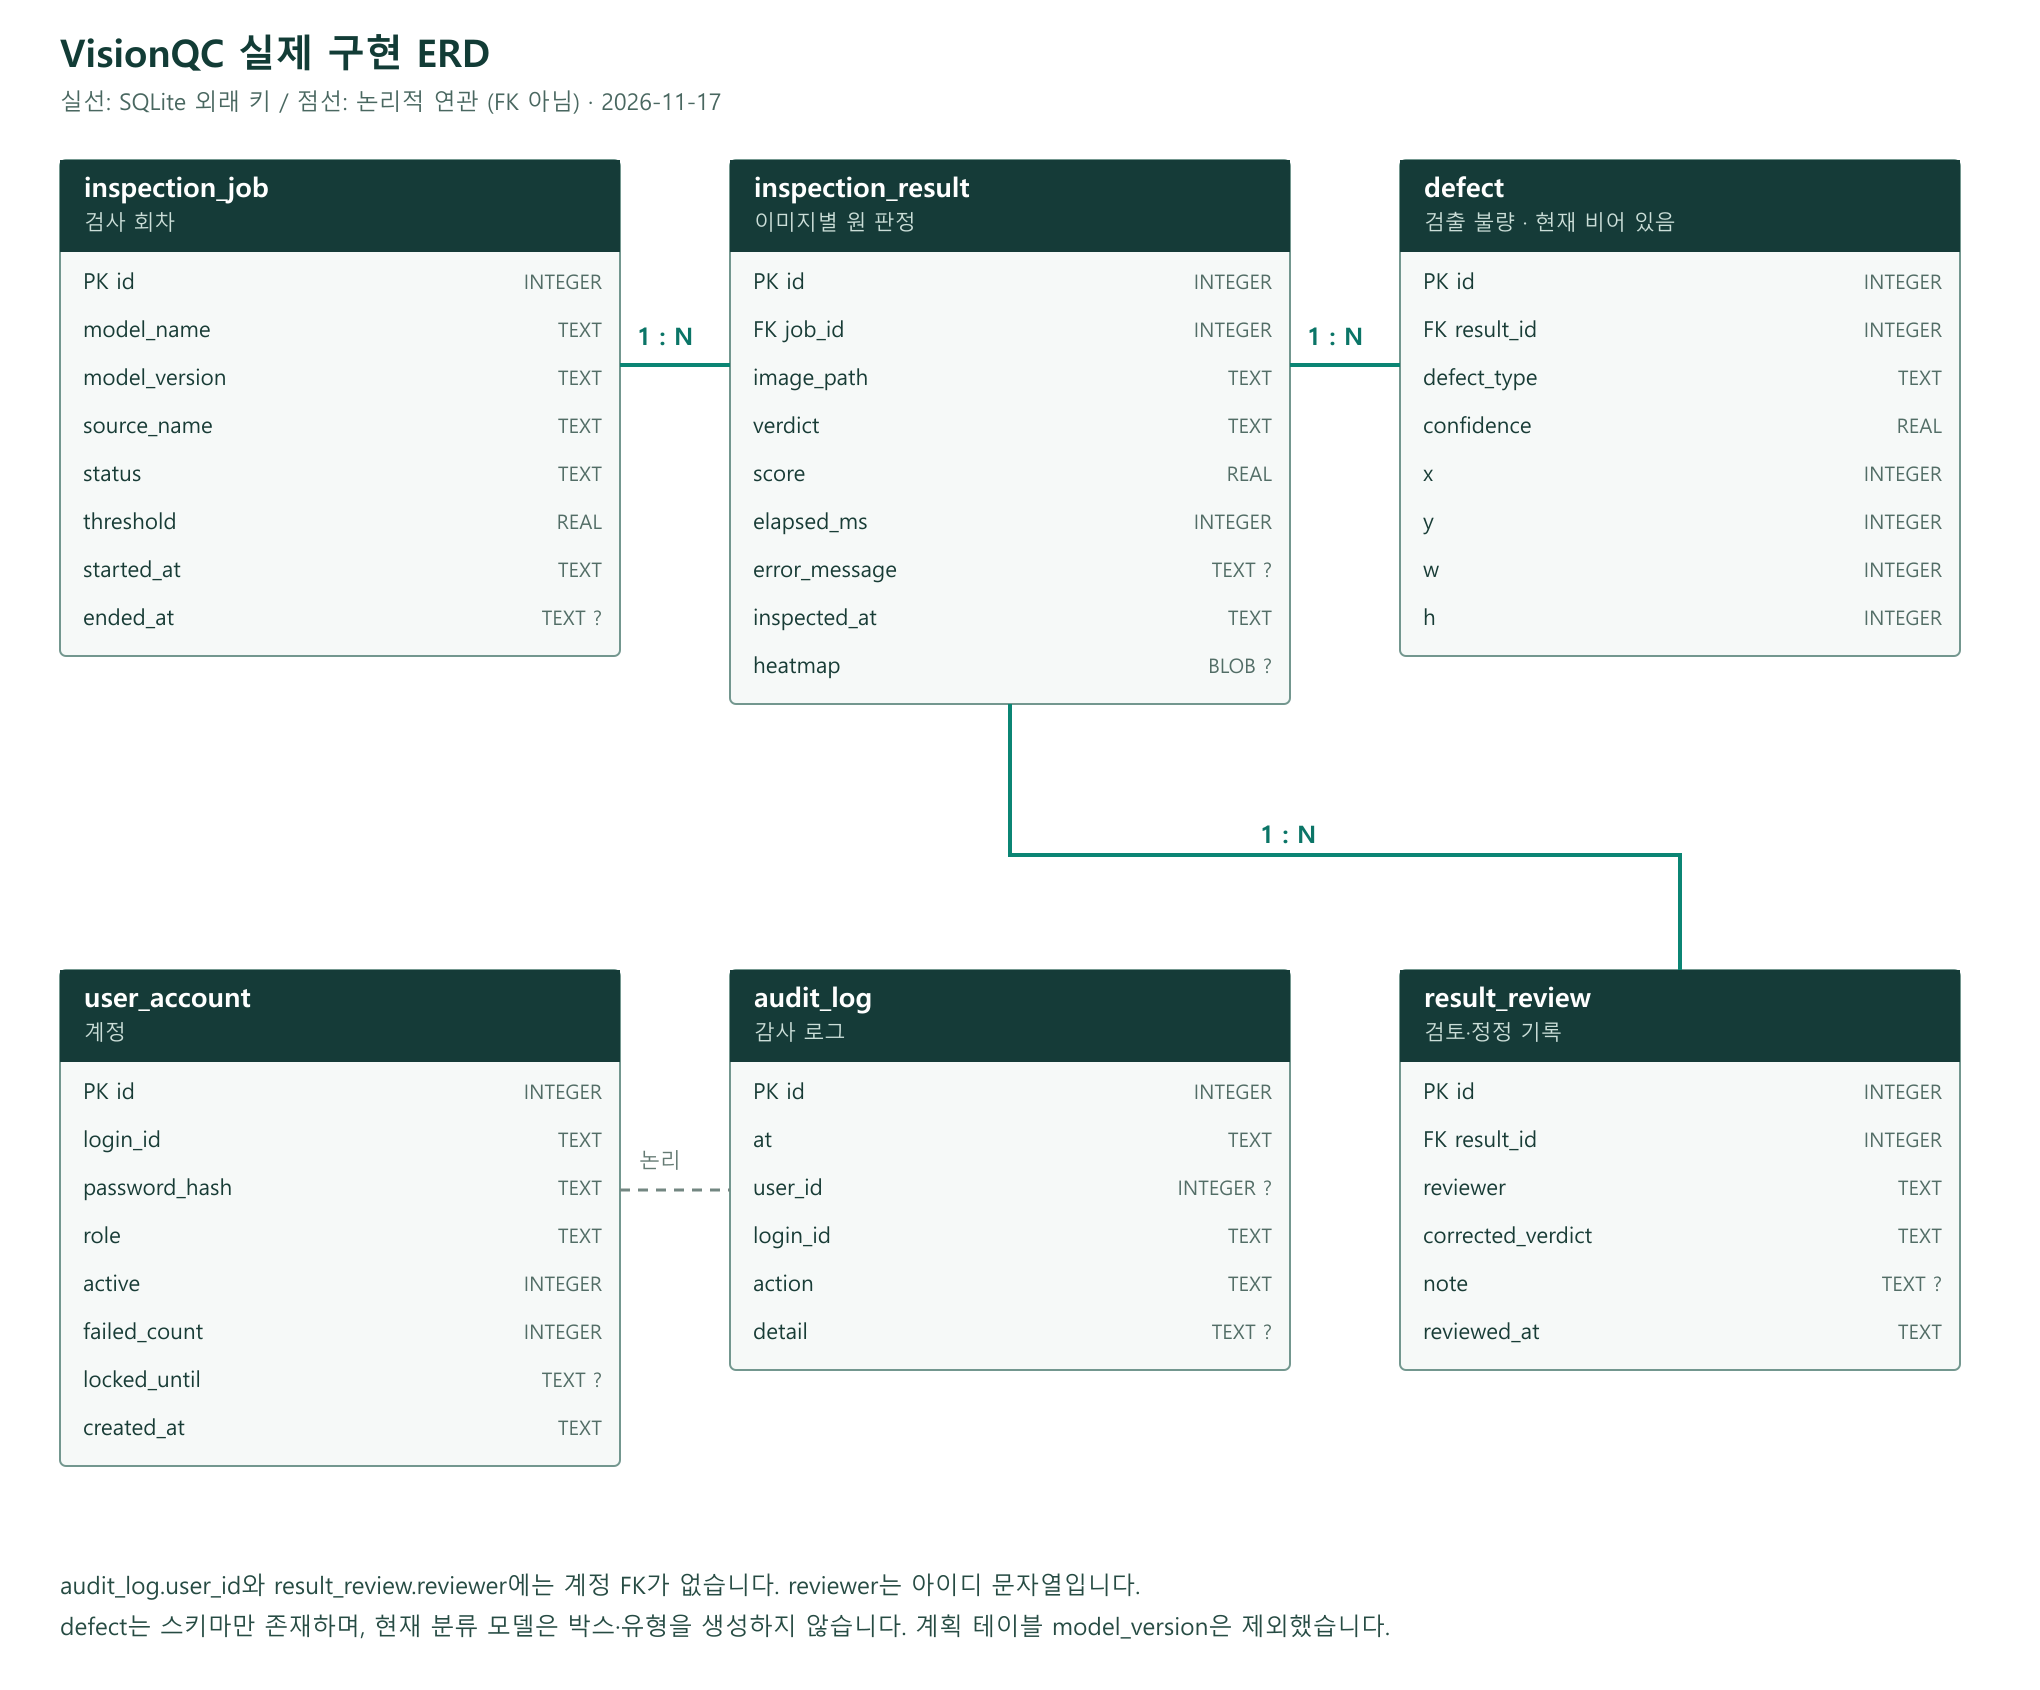 VisionQC 실제 구현 ERD
실선: SQLite 외래 키 / 점선: 논리적 연관 (FK 아님) · 2026-11-17
inspection_job
검사 회차
PK id INTEGER
model_name TEXT
model_version TEXT
source_name TEXT
status TEXT
threshold REAL
started_at TEXT
ended_at TEXT ?
1 : N
inspection_result
이미지별 원 판정
PK id INTEGER
FK job_id INTEGER
image_path TEXT
verdict TEXT
score REAL
elapsed_ms INTEGER
error_message TEXT ?
inspected_at TEXT
heatmap BLOB ?
1 : N
defect
검출 불량 · 현재 비어 있음
PK id INTEGER
FK result_id INTEGER
defect_type TEXT
confidence REAL
x INTEGER
y INTEGER
w INTEGER
h INTEGER
1 : N
user_account
계정
PK id INTEGER
login_id TEXT
password_hash TEXT
role TEXT
active INTEGER
failed_count INTEGER
locked_until TEXT ?
created_at TEXT
논리
audit_log
감사 로그
PK id INTEGER
at TEXT
user_id INTEGER ?
login_id TEXT
action TEXT
detail TEXT ?
result_review
검토·정정 기록
PK id INTEGER
FK result_id INTEGER
reviewer TEXT
corrected_verdict TEXT
note TEXT ?
reviewed_at TEXT
audit_log.user_id와 result_review.reviewer에는 계정 FK가 없습니다. reviewer는 아이디 문자열입니다.
defect는 스키마만 존재하며, 현재 분류 모델은 박스·유형을 생성하지 않습니다. 계획 테이블 model_version은 제외했습니다.